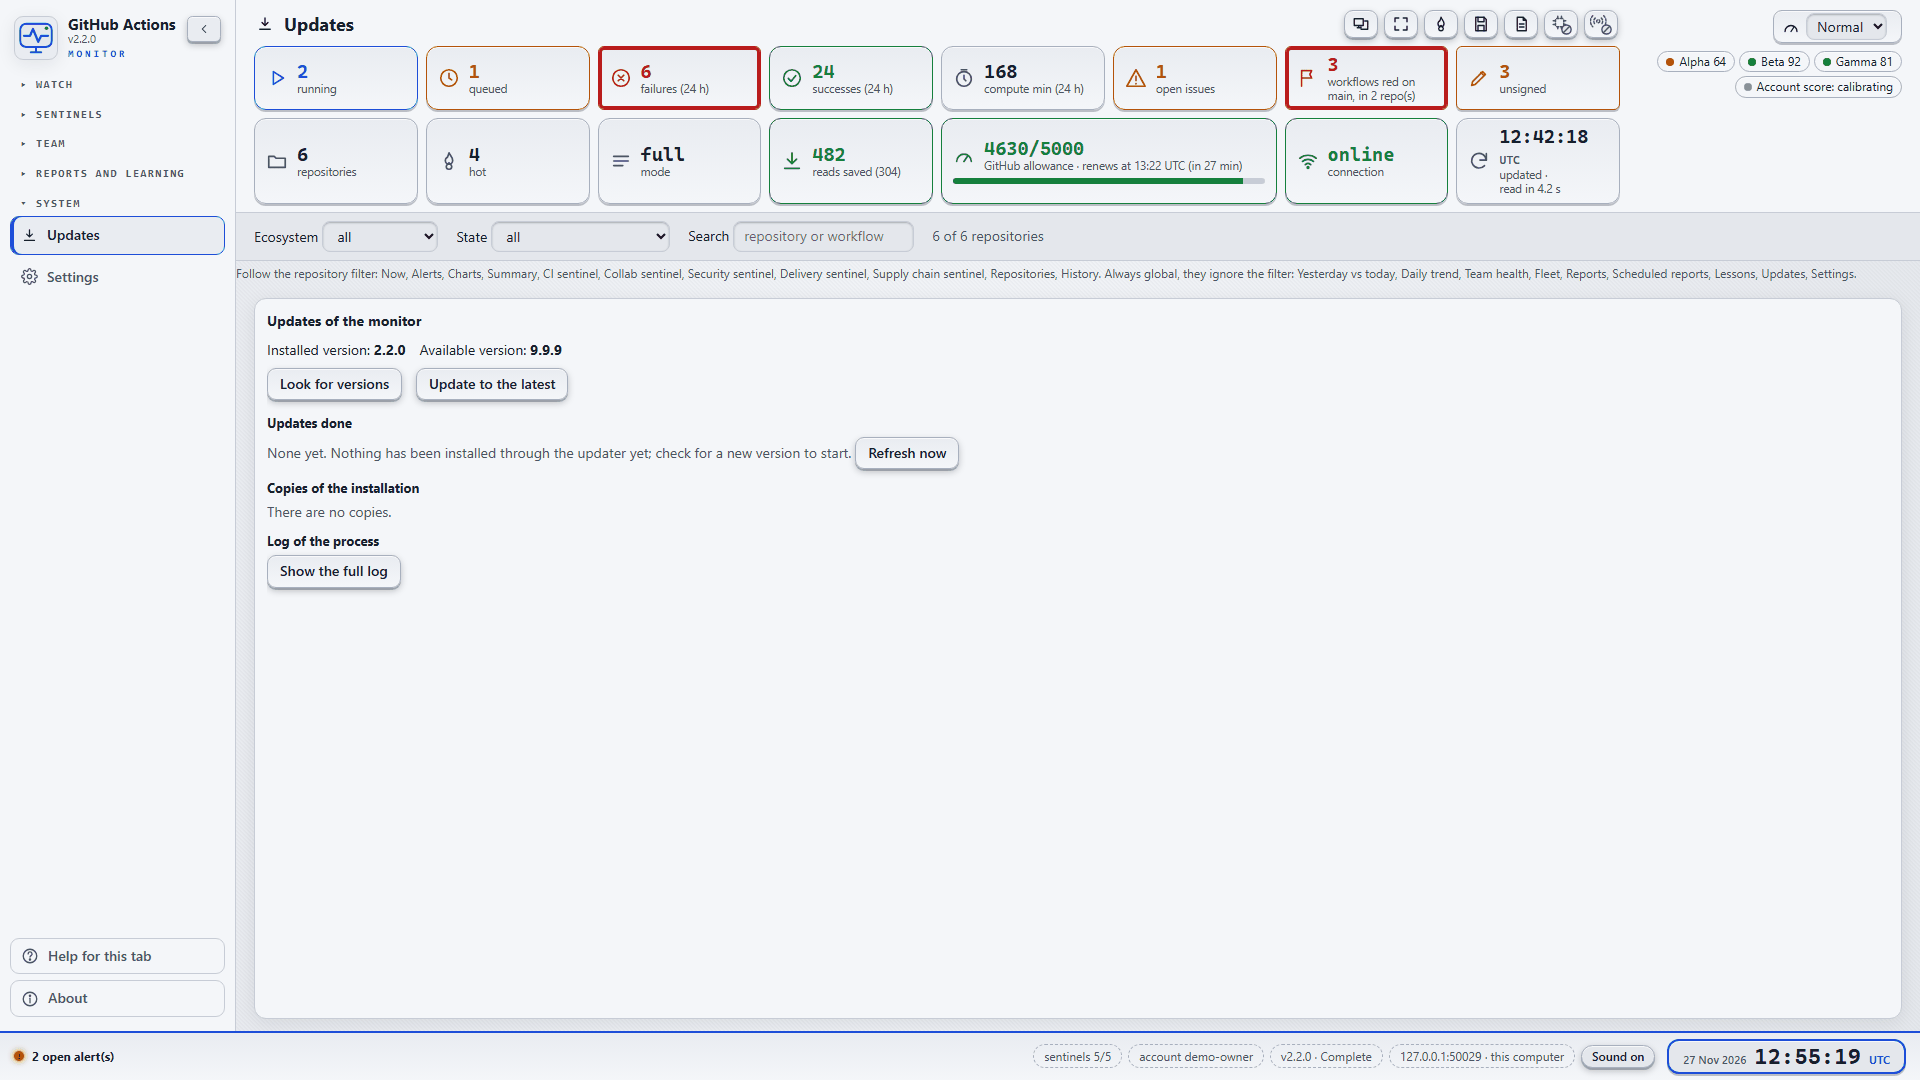 GitHub Actions
v2.2.0
MONITOR
WATCH
SENTINELS
TEAM
REPORTS AND LEARNING
SYSTEM
Updates
Settings
Help for this tab
About
Updates
Normal
2
running
1
queued
6
failures (24 h)
24
successes (24 h)
168
compute min (24 h)
1
open issues
3
workflows red on
main, in 2 repo(s)
3
unsigned
Alpha 64
Beta 92
Gamma 81
Account score: calibrating
6
repositories
4
hot
full
mode
482
reads saved (304)
4630/5000
GitHub allowance · renews at 13:22 UTC (in 27 min)
online
connection
12:42:18
UTC
updated ·
read in 4.2 s
Ecosystem all State all Search repository or workflow 6 of 6 repositories
Follow the repository filter: Now, Alerts, Charts, Summary, CI sentinel, Collab sentinel, Security sentinel, Delivery sentinel, Supply chain sentinel, Repositories, History. Always global, they ignore the filter: Yesterday vs today, Daily trend, Team health, Fleet, Reports, Scheduled reports, Lessons, Updates, Settings.
Updates of the monitor
Installed version: 2.2.0 Available version: 9.9.9
Look for versions Update to the latest
Updates done
None yet. Nothing has been installed through the updater yet; check for a new version to start. Refresh now
Copies of the installation
There are no copies.
Log of the process
Show the full log
2 open alert(s)
sentinels 5/5
account demo-owner
v2.2.0 · Complete
127.0.0.1:50029 · this computer
Sound on
27 Nov 2026 12:55:19 UTC